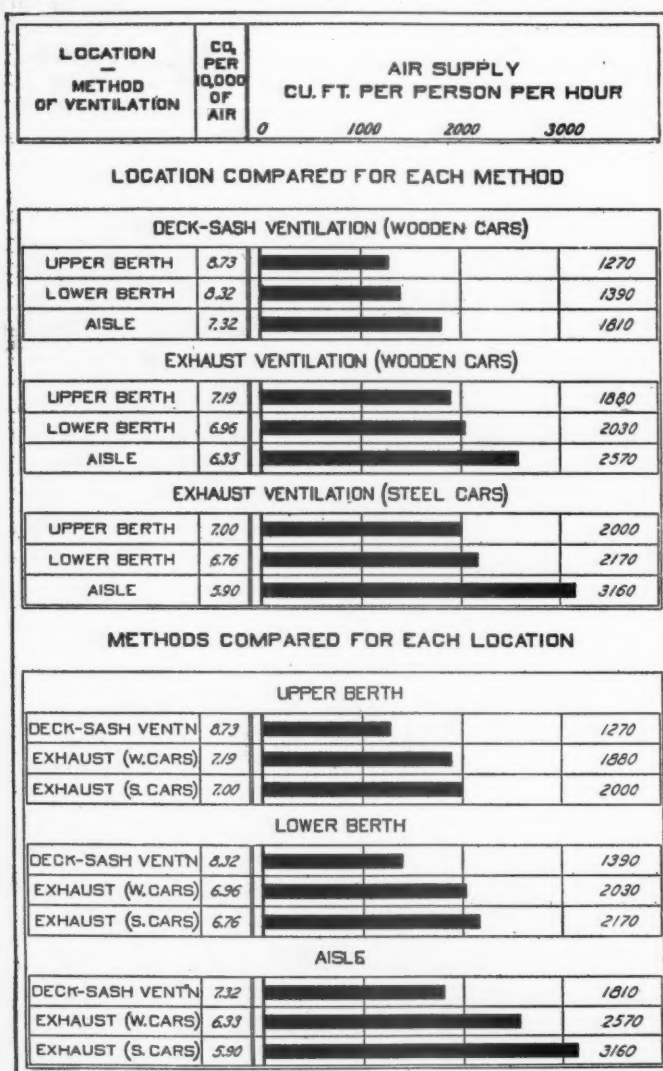 LOCATION
—
METHOD
OF VENTILATION
CO₂
PER
10,000
OF
AIR
AIR SUPPLY
CU. FT. PER PERSON PER HOUR
0 1000 2000 3000
LOCATION COMPARED FOR EACH METHOD
DECK-SASH VENTILATION (WOODEN CARS)
UPPER BERTH 8.73 1270
LOWER BERTH 8.32 1390
AISLE 7.32 1810
EXHAUST VENTILATION (WOODEN CARS)
UPPER BERTH 7.19 1880
LOWER BERTH 6.96 2030
AISLE 6.33 2570
EXHAUST VENTILATION (STEEL CARS)
UPPER BERTH 7.00 2000
LOWER BERTH 6.76 2170
AISLE 5.90 3160
METHODS COMPARED FOR EACH LOCATION
UPPER BERTH
DECK-SASH VENTN 8.73 1270
EXHAUST (W. CARS) 7.19 1880
EXHAUST (S. CARS) 7.00 2000
LOWER BERTH
DECK-SASH VENT'N 8.32 1390
EXHAUST (W. CARS) 6.96 2030
EXHAUST (S. CARS) 6.76 2170
AISLE
DECK-SASH VENT'N 7.32 1810
EXHAUST (W. CARS) 6.33 2570
EXHAUST (S. CARS) 5.90 3160